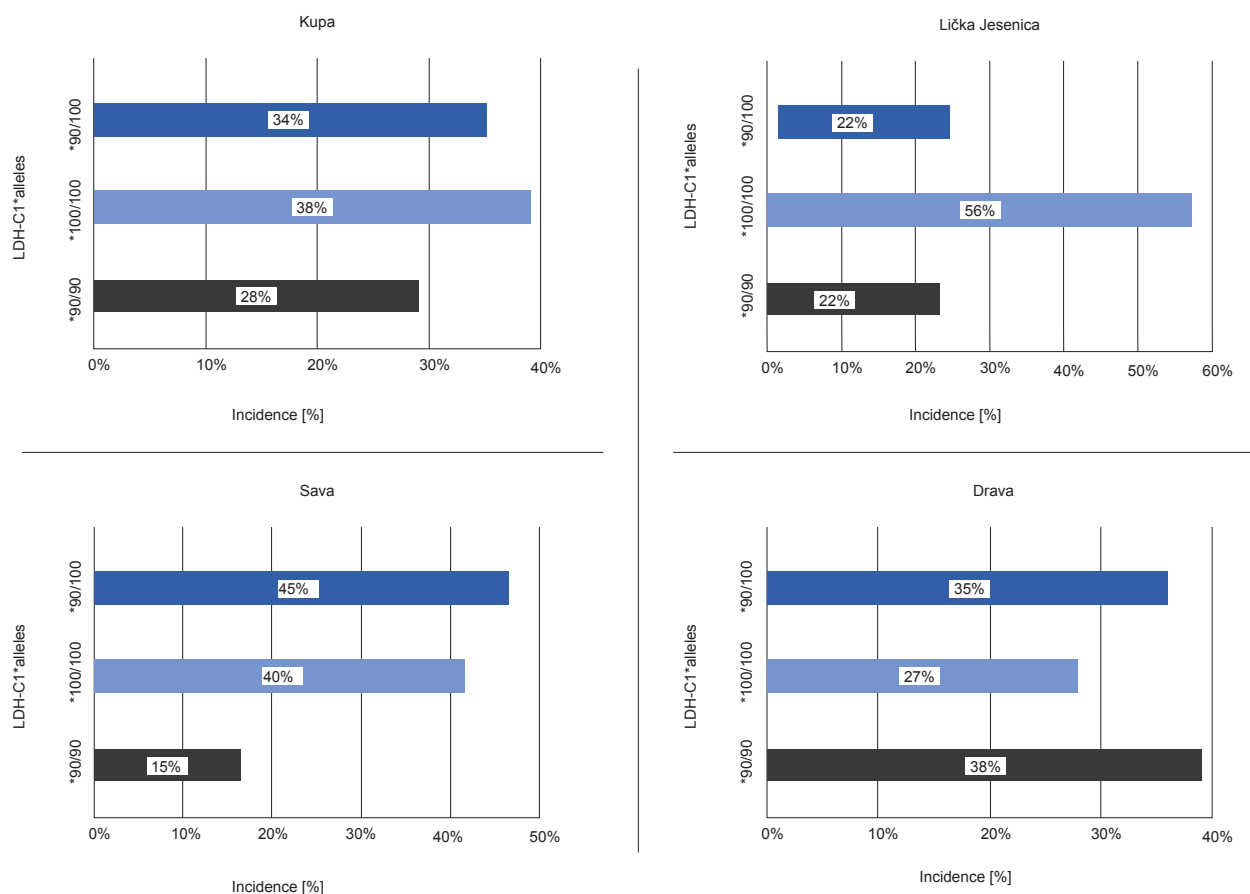 Kupa
LDH-C1*alleles
*90/100
34%
*100/100
38%
*90/90
28%
0% 10% 20% 30% 40%
Incidence [%]
Lička Jesenica
LDH-C1*alleles
*90/100
22%
*100/100
56%
*90/90
22%
0% 10% 20% 30% 40% 50% 60%
Incidence [%]
Sava
LDH-C1*alleles
*90/100
45%
*100/100
40%
*90/90
15%
0% 10% 20% 30% 40% 50%
Incidence [%]
Drava
LDH-C1*alleles
*90/100
35%
*100/100
27%
*90/90
38%
0% 10% 20% 30% 40%
Incidence [%]